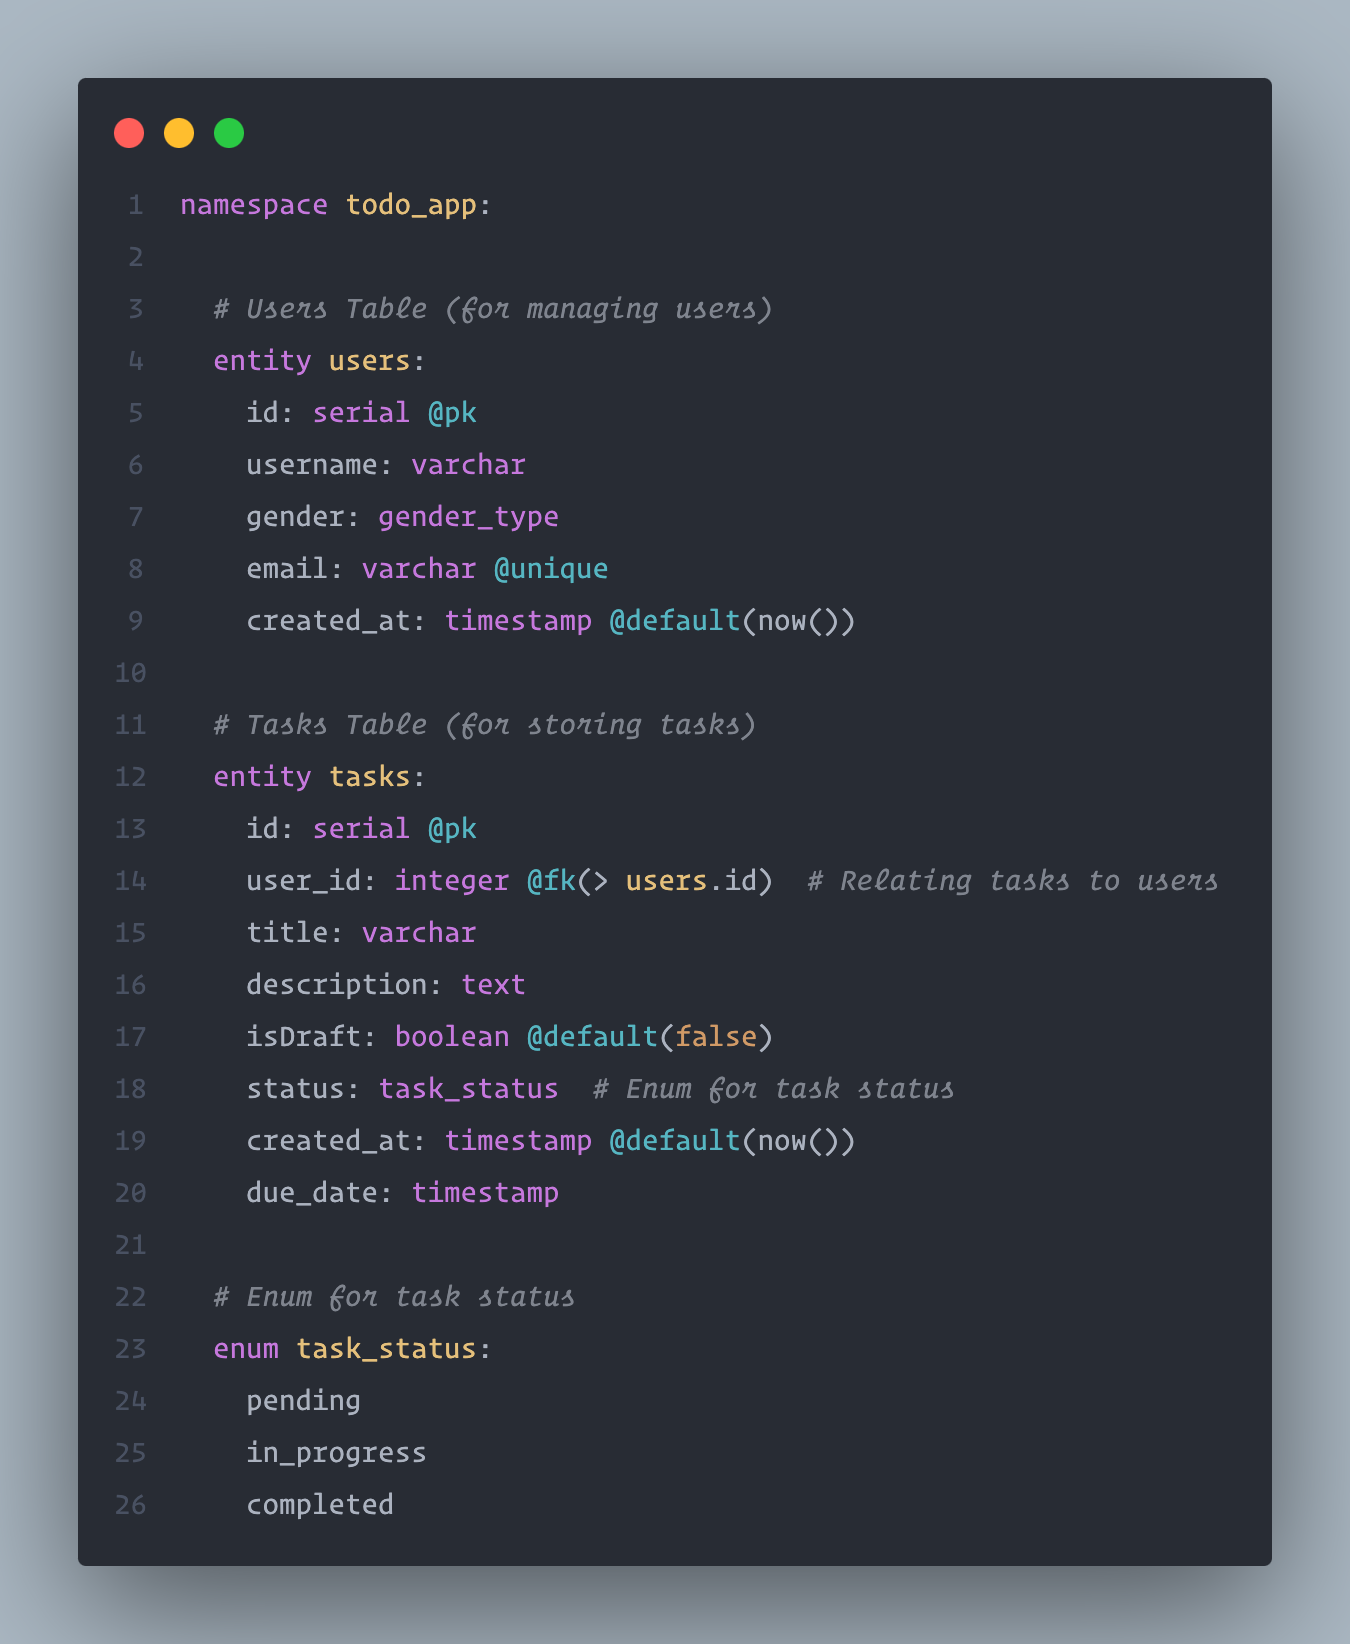 1 namespace todo_app:
2
3 # Users Table (for managing users)
4 entity users:
5 id: serial @pk
6 username: varchar
7 gender: gender_type
8 email: varchar @unique
9 created_at: timestamp @default(now())
10
11 # Tasks Table (for storing tasks)
12 entity tasks:
13 id: serial @pk
14 user_id: integer @fk(> users.id)  # Relating tasks to users
15 title: varchar
16 description: text
17 isDraft: boolean @default(false)
18 status: task_status  # Enum for task status
19 created_at: timestamp @default(now())
20 due_date: timestamp
21
22 # Enum for task status
23 enum task_status:
24 pending
25 in_progress
26 completed